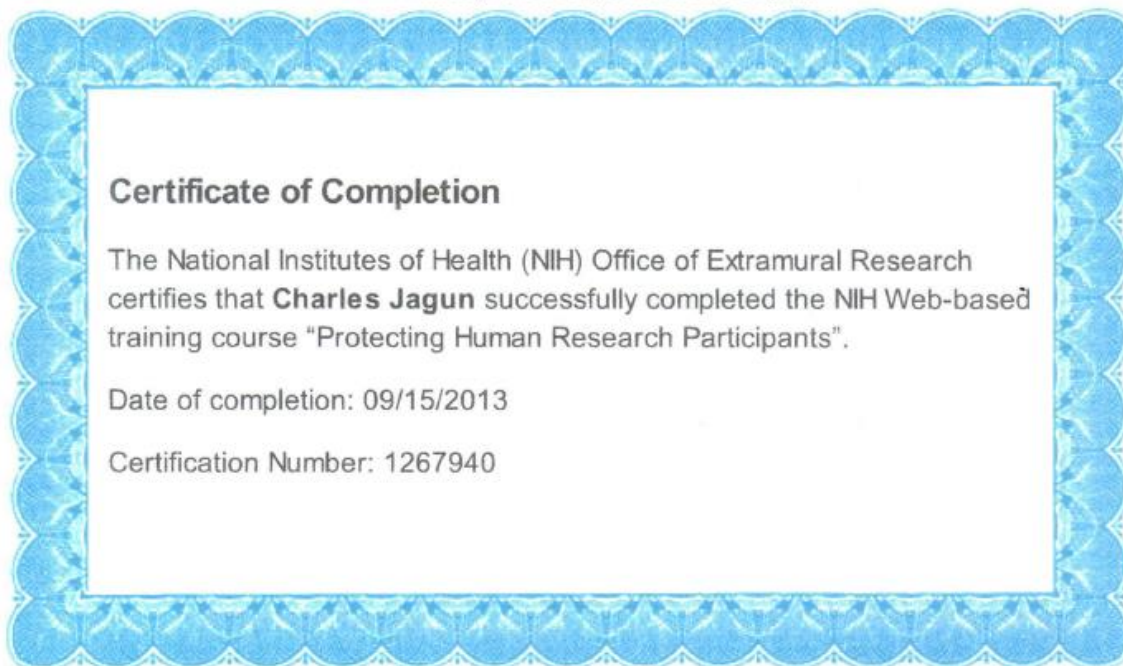 Certificate of Completion
The National Institutes of Health (NIH) Office of Extramural Research
certifies that Charles Jagun successfully completed the NIH Web-based
training course “Protecting Human Research Participants”.
Date of completion: 09/15/2013
Certification Number: 1267940